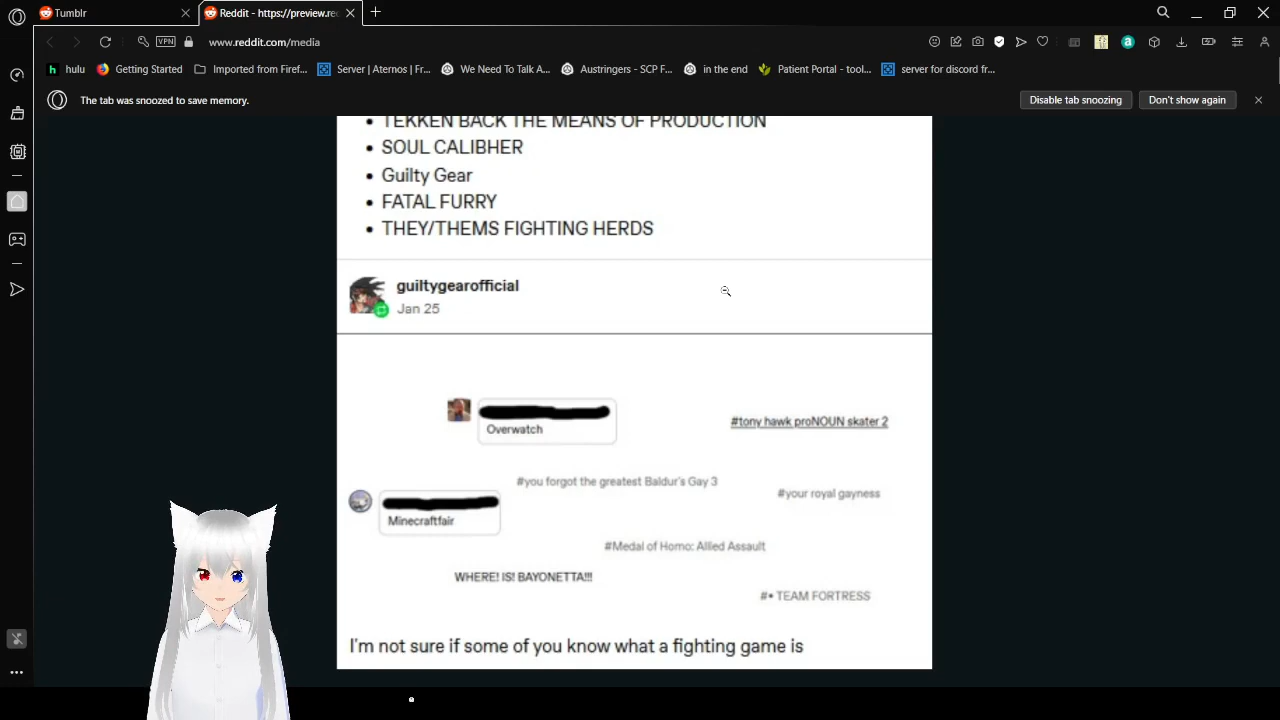 Tumblr
Reddit - https://preview.re
VPN
www.reddit.com/media
hulu
Getting Started
Imported from Firef...
Server | Aternos | Fr...
We Need To Talk A...
Austringers - SCP F...
in the end
Patient Portal - tool...
server for discord fr...
The tab was snoozed to save memory.
Disable tab snoozing
Don't show again
• TEKKEN BACK THE MEANS OF PRODUCTION
• SOUL CALIBHER
• Guilty Gear
• FATAL FURRY
• THEY/THEMS FIGHTING HERDS
guiltygearofficial
Jan 25
Overwatch
#tony hawk proNOUN skater 2
#you forgot the greatest Baldur's Gay 3
#your royal gayness
Minecraftfair
#Medal of Homo: Allied Assault
WHERE! IS! BAYONETTA!!!
#• TEAM FORTRESS
I'm not sure if some of you know what a fighting game is